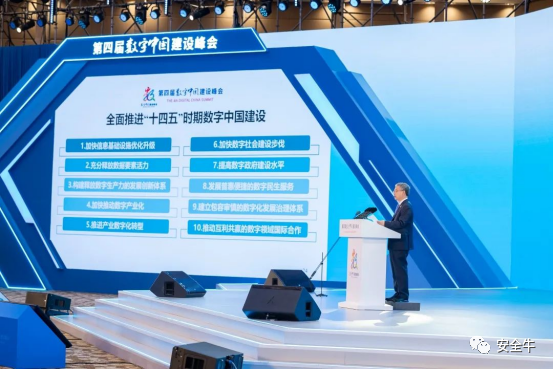 第四届数字中国建设峰会
第四届数字中国建设峰会
全面推进“十四五”时期数字中国建设
1.加快信息基础设施优化升级
6.加快数字社会建设步伐
2.充分释放数据要素活力
7.提高数字政府建设水平
3.构建释放数字生产力的发展创新体系
8.发展普惠便捷的数字民生服务
4.加快推动数字产业化
9.建立包容审慎的数字化发展治理体系
5.推进产业数字化转型
10.推动互利共赢的数字领域国际合作
安全牛